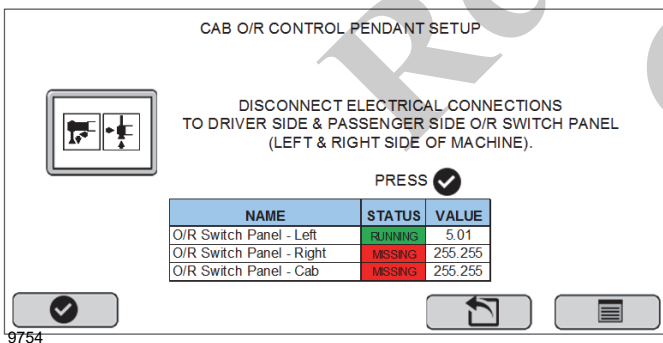 CAB O/R CONTROL PENDANT SETUP
DISCONNECT ELECTRICAL CONNECTIONS
TO DRIVER SIDE & PASSENGER SIDE O/R SWITCH PANEL
(LEFT & RIGHT SIDE OF MACHINE).
PRESS
NAME STATUS VALUE
O/R Switch Panel - Left RUNNING 5.01
O/R Switch Panel - Right MISSING 255.255
O/R Switch Panel - Cab MISSING 255.255
9754